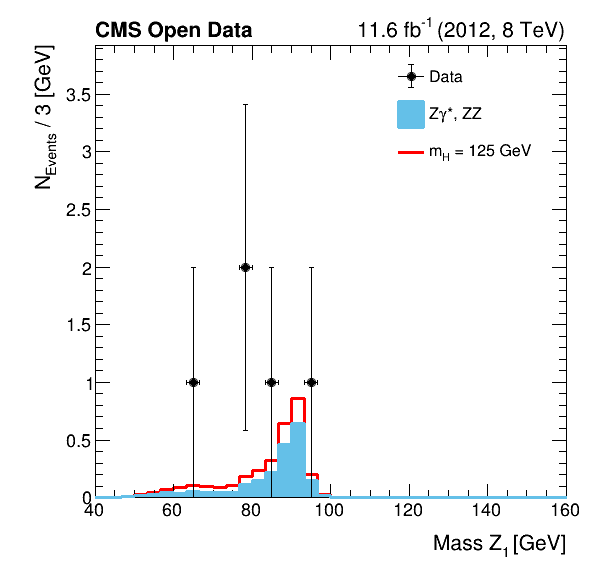 CMS Open Data 11.6 fb⁻¹ (2012, 8 TeV)
N_Events / 3 [GeV]
Data
Zγ*, ZZ
m_H = 125 GeV
3.5
3
2.5
2
1.5
1
0.5
0
40 60 80 100 120 140 160
Mass Z₁ [GeV]